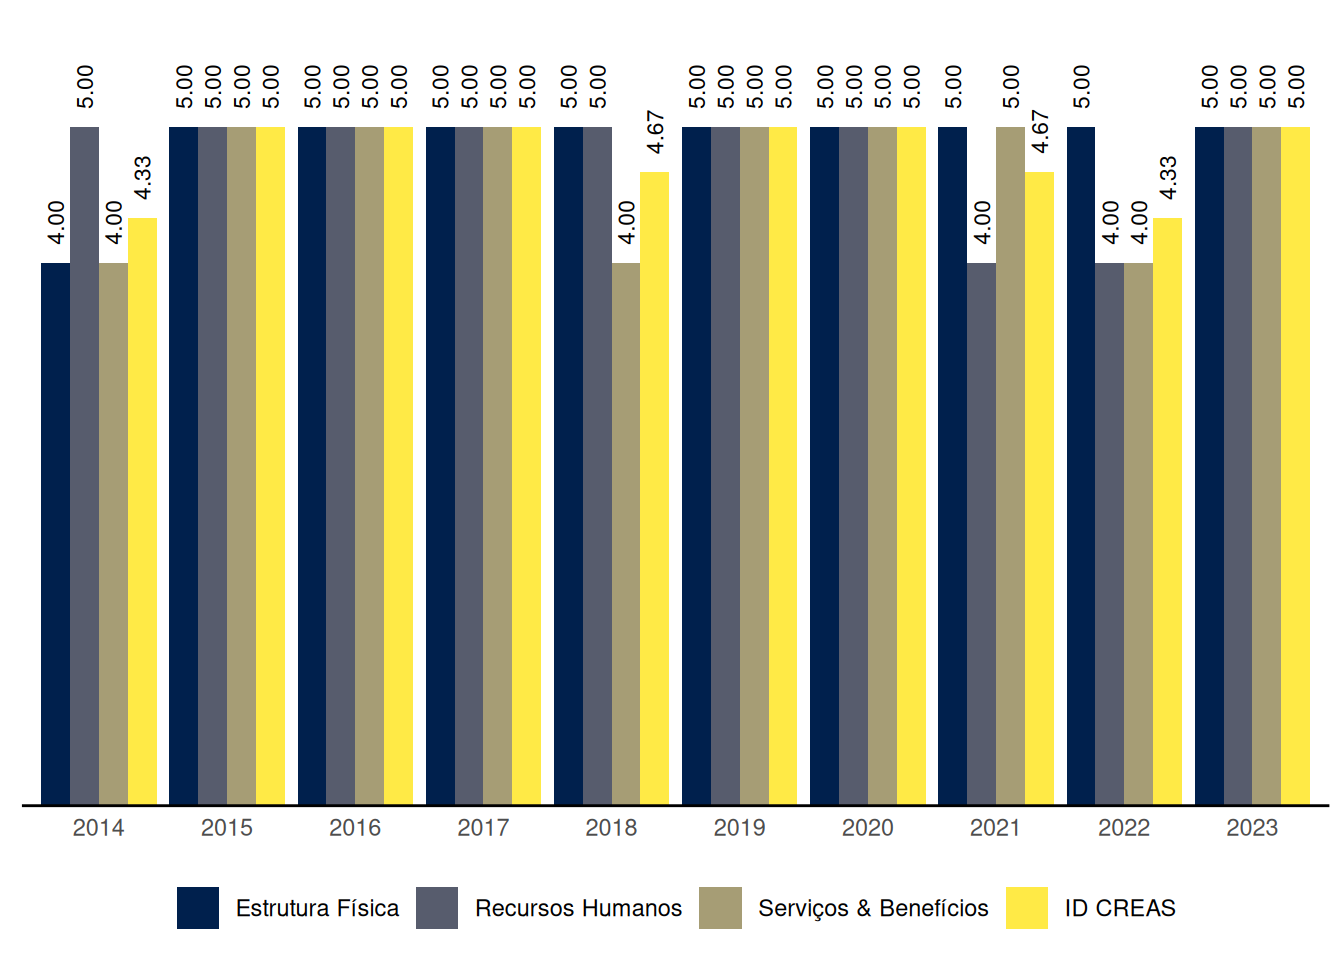 4.00 5.00 4.00 4.33 5.00 5.00 5.00 5.00 5.00 5.00 5.00 5.00 5.00 5.00 5.00 5.00 5.00 5.00 4.00 4.67 5.00 5.00 5.00 5.00 5.00 5.00 5.00 5.00 5.00 4.00 5.00 4.67 5.00 4.00 4.00 4.33 5.00 5.00 5.00 5.00
2014 2015 2016 2017 2018 2019 2020 2021 2022 2023
Estrutura Física Recursos Humanos Serviços & Benefícios ID CREAS